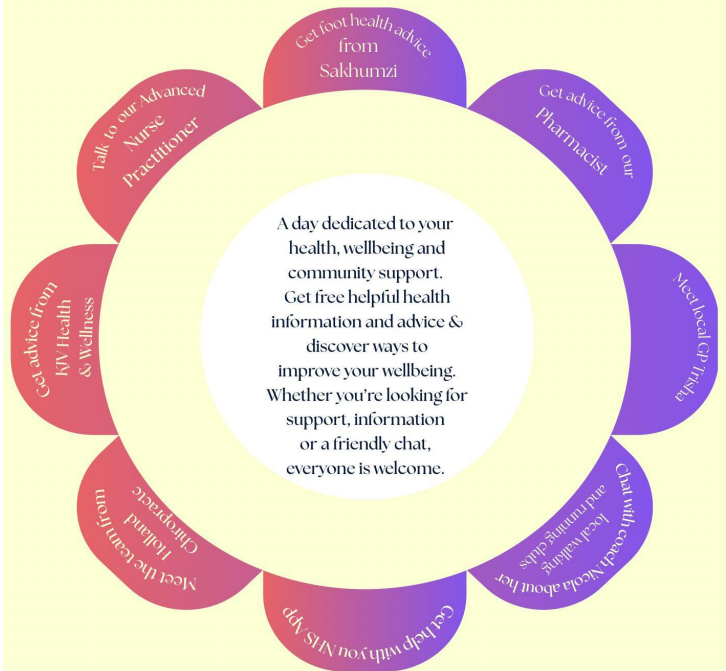 Get foot health advice
from
Sakhumzi
Get advice from our
Pharmacist
Meet local GP Trisha
Chat with coach Nicola about her
local walking
and running clubs
Get help with you NHS App
Meet the team from
Holland
Chiropractc
Get advice from
KJV Health
& Wellness
Talk to our Advanced
Nurse
Practitioner
A day dedicated to your
health, wellbeing and
community support.
Get free helpful health
information and advice &
discover ways to
improve your wellbeing.
Whether you're looking for
support, information
or a friendly chat,
everyone is welcome.